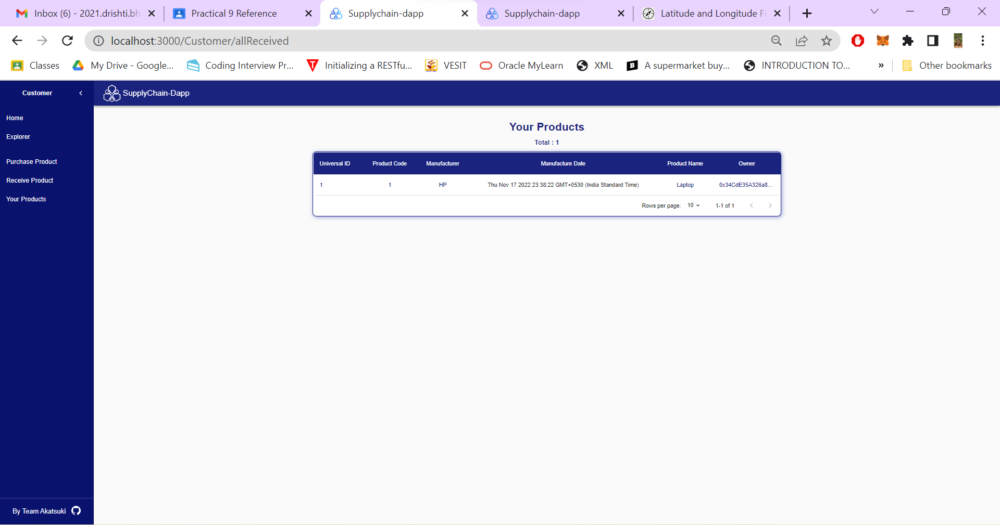 Inbox (6) - 2021.drishti.bh
Practical 9 Reference
Supplychain-dapp
Supplychain-dapp
Latitude and Longitude Fi
localhost:3000/Customer/allReceived
Classes
My Drive - Google...
Coding Interview Pr...
Initializing a RESTfu...
VESIT
Oracle MyLearn
XML
A supermarket buy...
INTRODUCTION TO...
»
Other bookmarks
Customer
SupplyChain-Dapp
Home
Explorer
Purchase Product
Receive Product
Your Products
Your Products
Total : 1
Universal ID Product Code Manufacturer Manufacture Date Product Name Owner
1 1 HP Thu Nov 17 2022 23:38:22 GMT+0530 (India Standard Time) Laptop 0x34CdE35A326a8...
Rows per page: 10 1-1 of 1
By Team Akatsuki